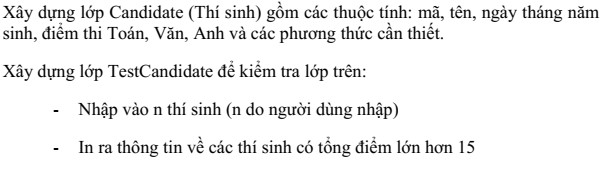 Xây dựng lớp Candidate (Thí sinh) gồm các thuộc tính: mã, tên, ngày tháng năm
sinh, điểm thi Toán, Văn, Anh và các phương thức cần thiết.
Xây dựng lớp TestCandidate để kiểm tra lớp trên:
- Nhập vào n thí sinh (n do người dùng nhập)
- In ra thông tin về các thí sinh có tổng điểm lớn hơn 15